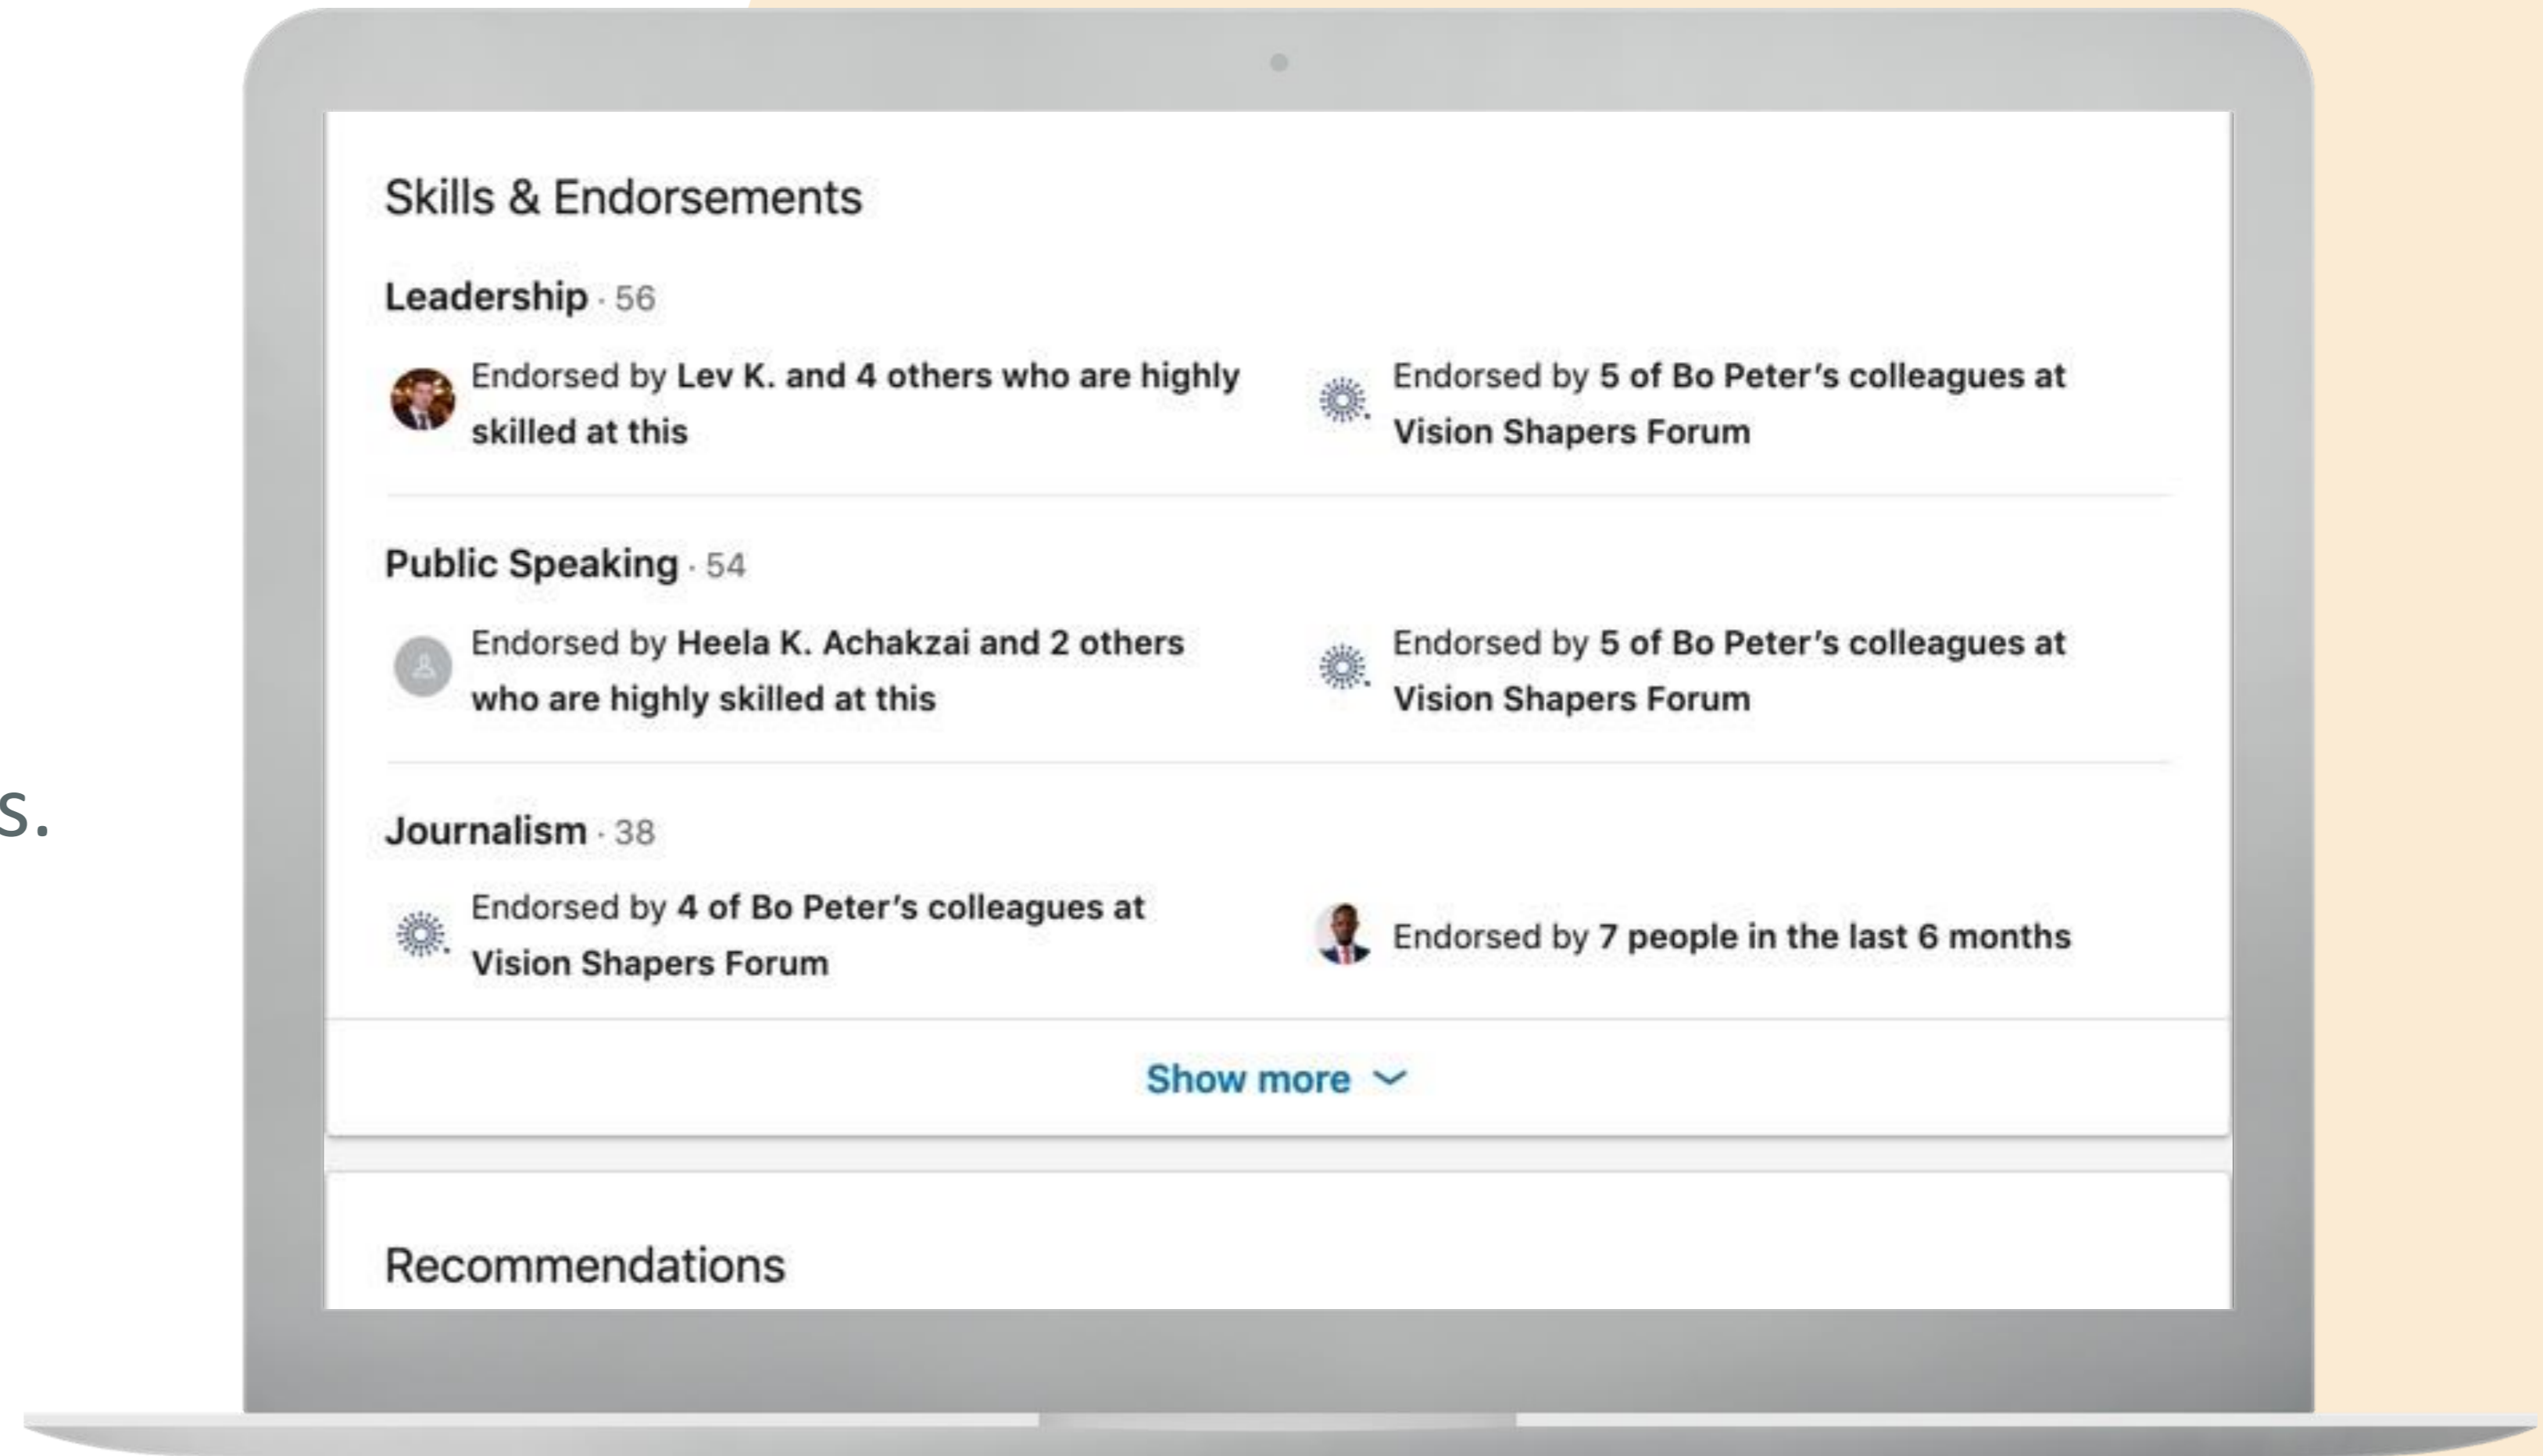 Skills & Endorsements
Leadership · 56
Endorsed by Lev K. and 4 others who are highly
skilled at this
Endorsed by 5 of Bo Peter's colleagues at
Vision Shapers Forum
Public Speaking · 54
Endorsed by Heela K. Achakzai and 2 others
who are highly skilled at this
Endorsed by 5 of Bo Peter's colleagues at
Vision Shapers Forum
s.
Journalism · 38
Endorsed by 4 of Bo Peter's colleagues at
Vision Shapers Forum
Endorsed by 7 people in the last 6 months
Show more
Recommendations